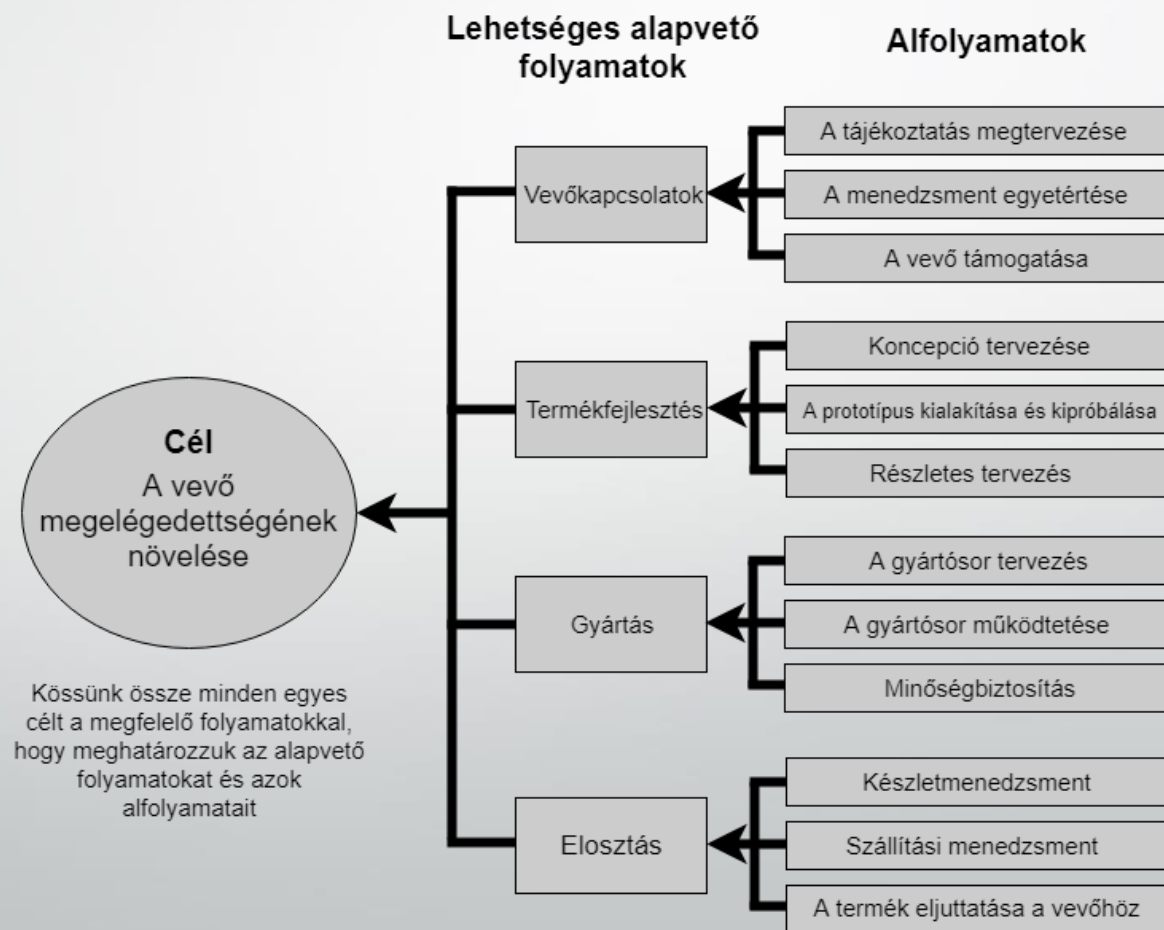 Lehetséges alapvető
folyamatok
Alfolyamatok
Vevőkapcsolatok
A tájékoztatás megtervezése
A menedzsment egyetértése
A vevő támogatása
Termékfejlesztés
Koncepció tervezése
A prototípus kialakítása és kipróbálása
Részletes tervezés
Cél
A vevő
megelégedettségének
növelése
Gyártás
A gyártósor tervezés
A gyártósor működtetése
Minőségbiztosítás
Kössünk össze minden egyes
célt a megfelelő folyamatokkal,
hogy meghatározzuk az alapvető
folyamatokat és azok
alfolyamatait
Elosztás
Készletmenedzsment
Szállítási menedzsment
A termék eljuttatása a vevőhöz